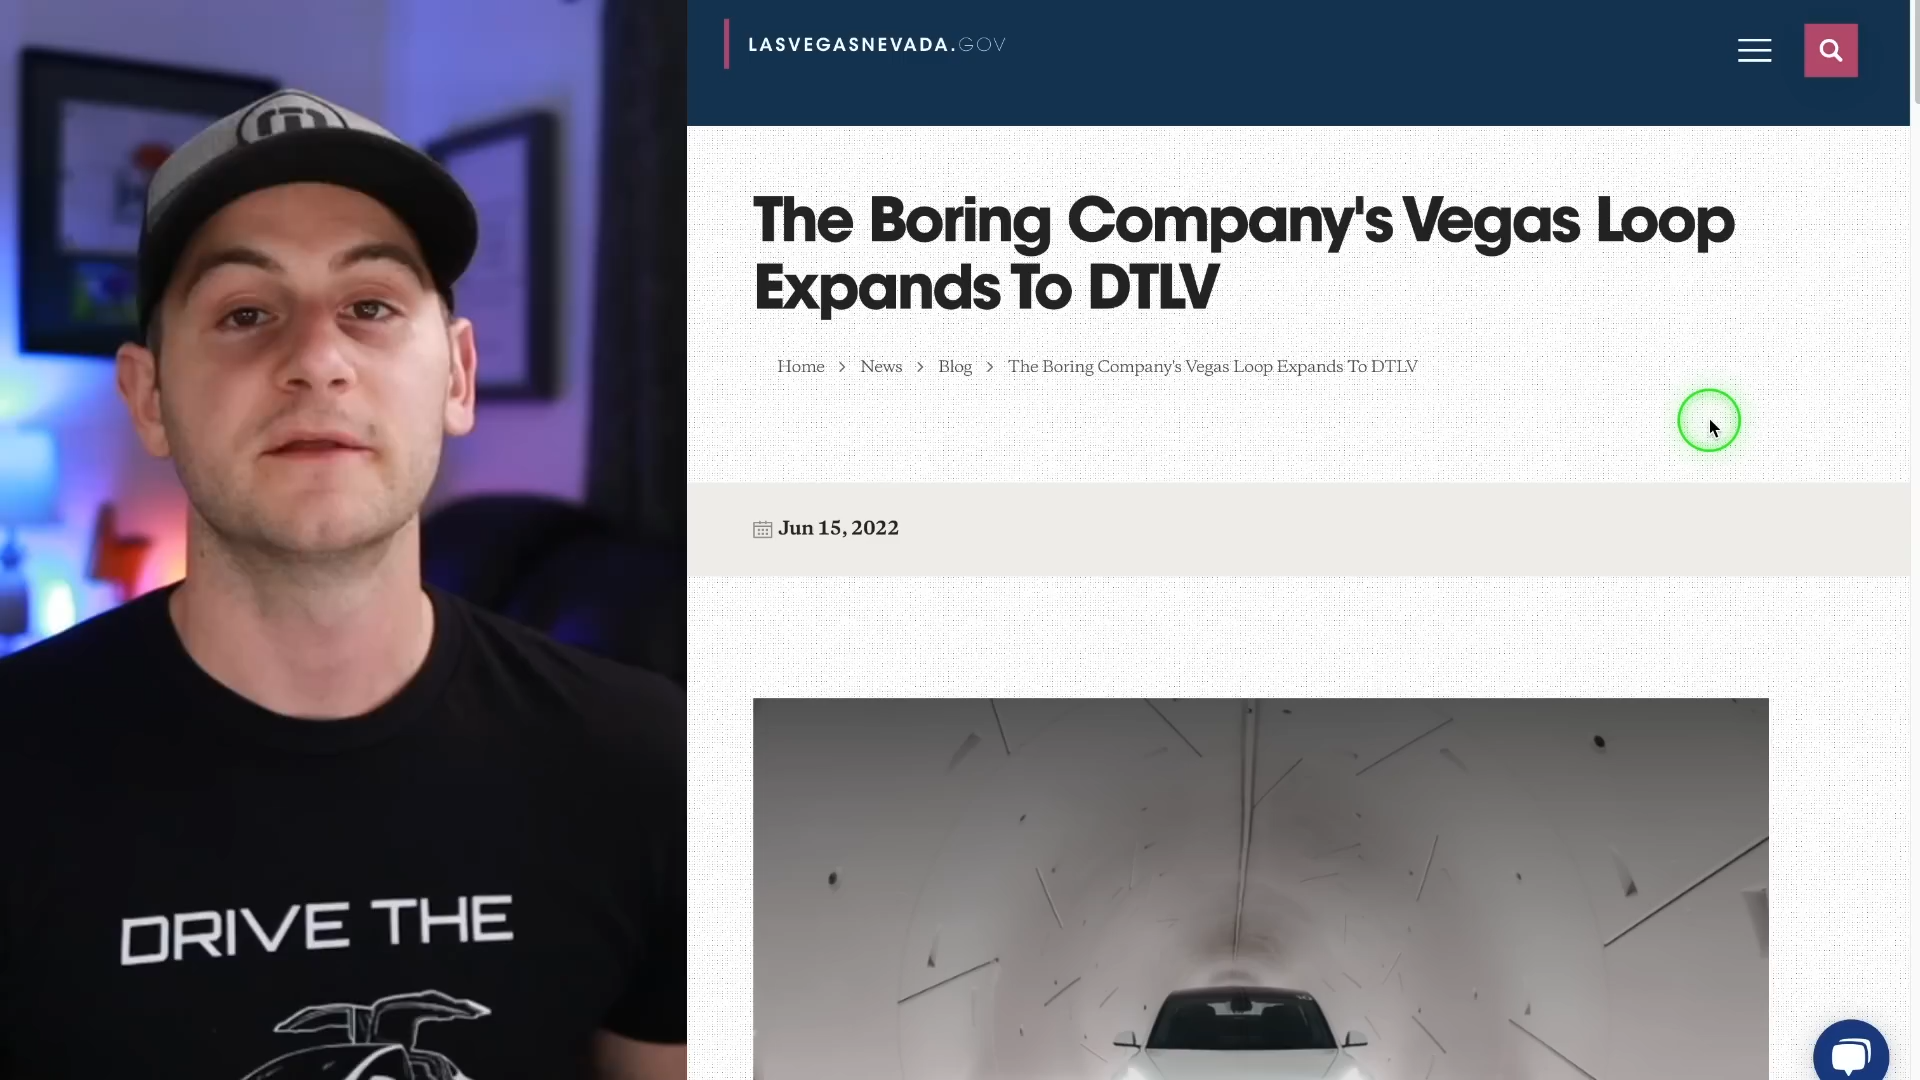 LASVEGASNEVADA.GOV
The Boring Company's Vegas Loop
Expands To DTLV
Home > News > Blog > The Boring Company's Vegas Loop Expands To DTLV
Jun 15, 2022
DRIVE THE